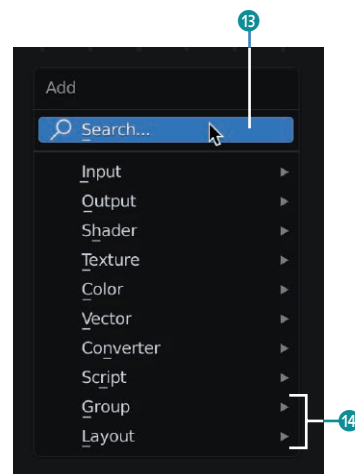 13
Add
Search...
Input
Output
Shader
Texture
Color
Vector
Converter
Script
Group
Layout
14